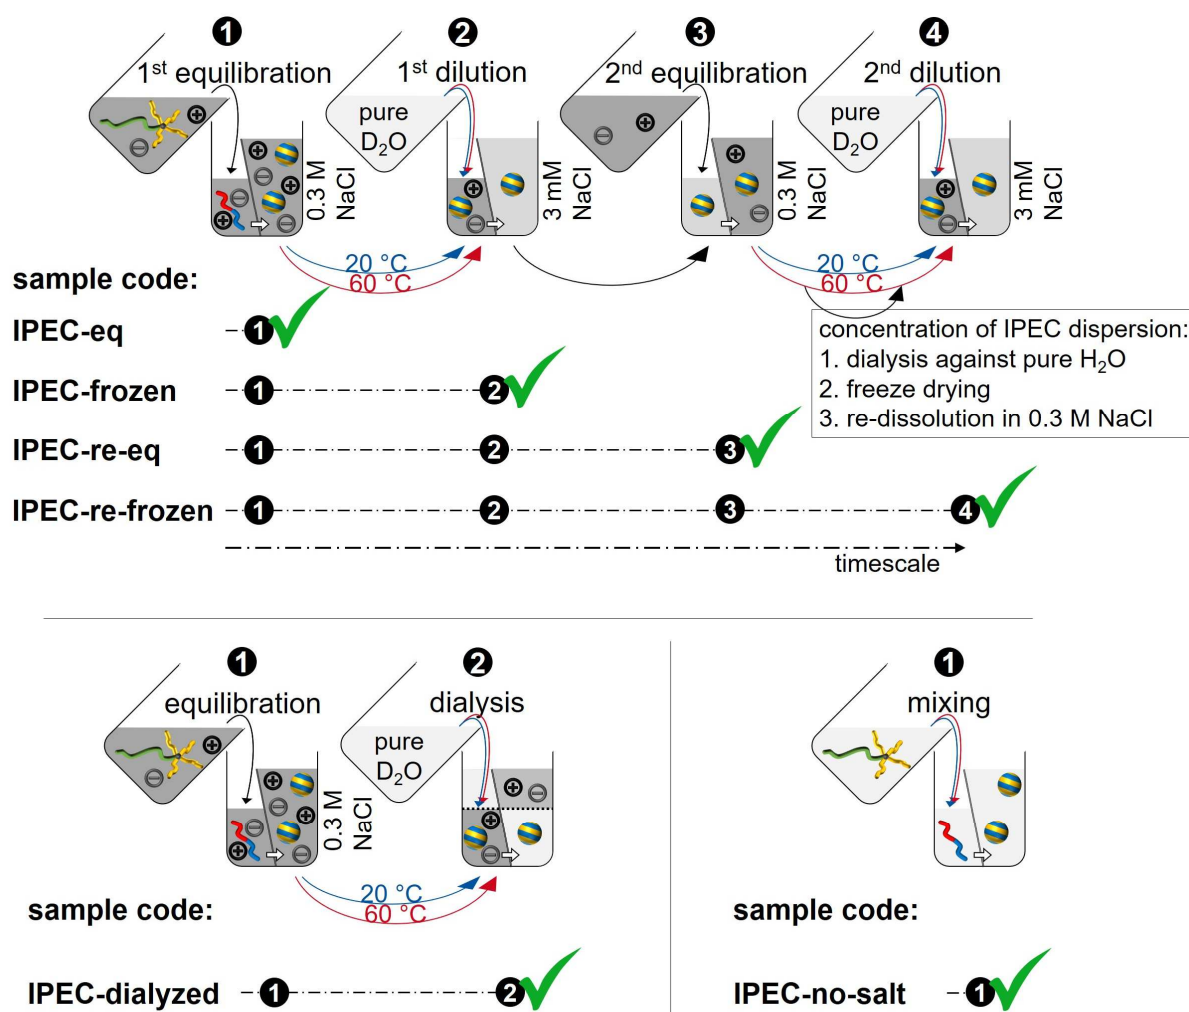 1 2 3 4
1st equilibration
1st dilution
2nd equilibration
2nd dilution
pure
D2O
pure
D2O
0.3 M
NaCl
3 mM
NaCl
0.3 M
NaCl
3 mM
NaCl
20 °C
60 °C
20 °C
60 °C
sample code:
IPEC-eq
1
IPEC-frozen
1 2
IPEC-re-eq
1 2 3
IPEC-re-frozen
1 2 3 4
timescale
concentration of IPEC dispersion:
1. dialysis against pure H2O
2. freeze drying
3. re-dissolution in 0.3 M NaCl
1 2
equilibration
dialysis
pure
D2O
0.3 M
NaCl
20 °C
60 °C
sample code:
IPEC-dialyzed
1 2
1
mixing
sample code:
IPEC-no-salt
1